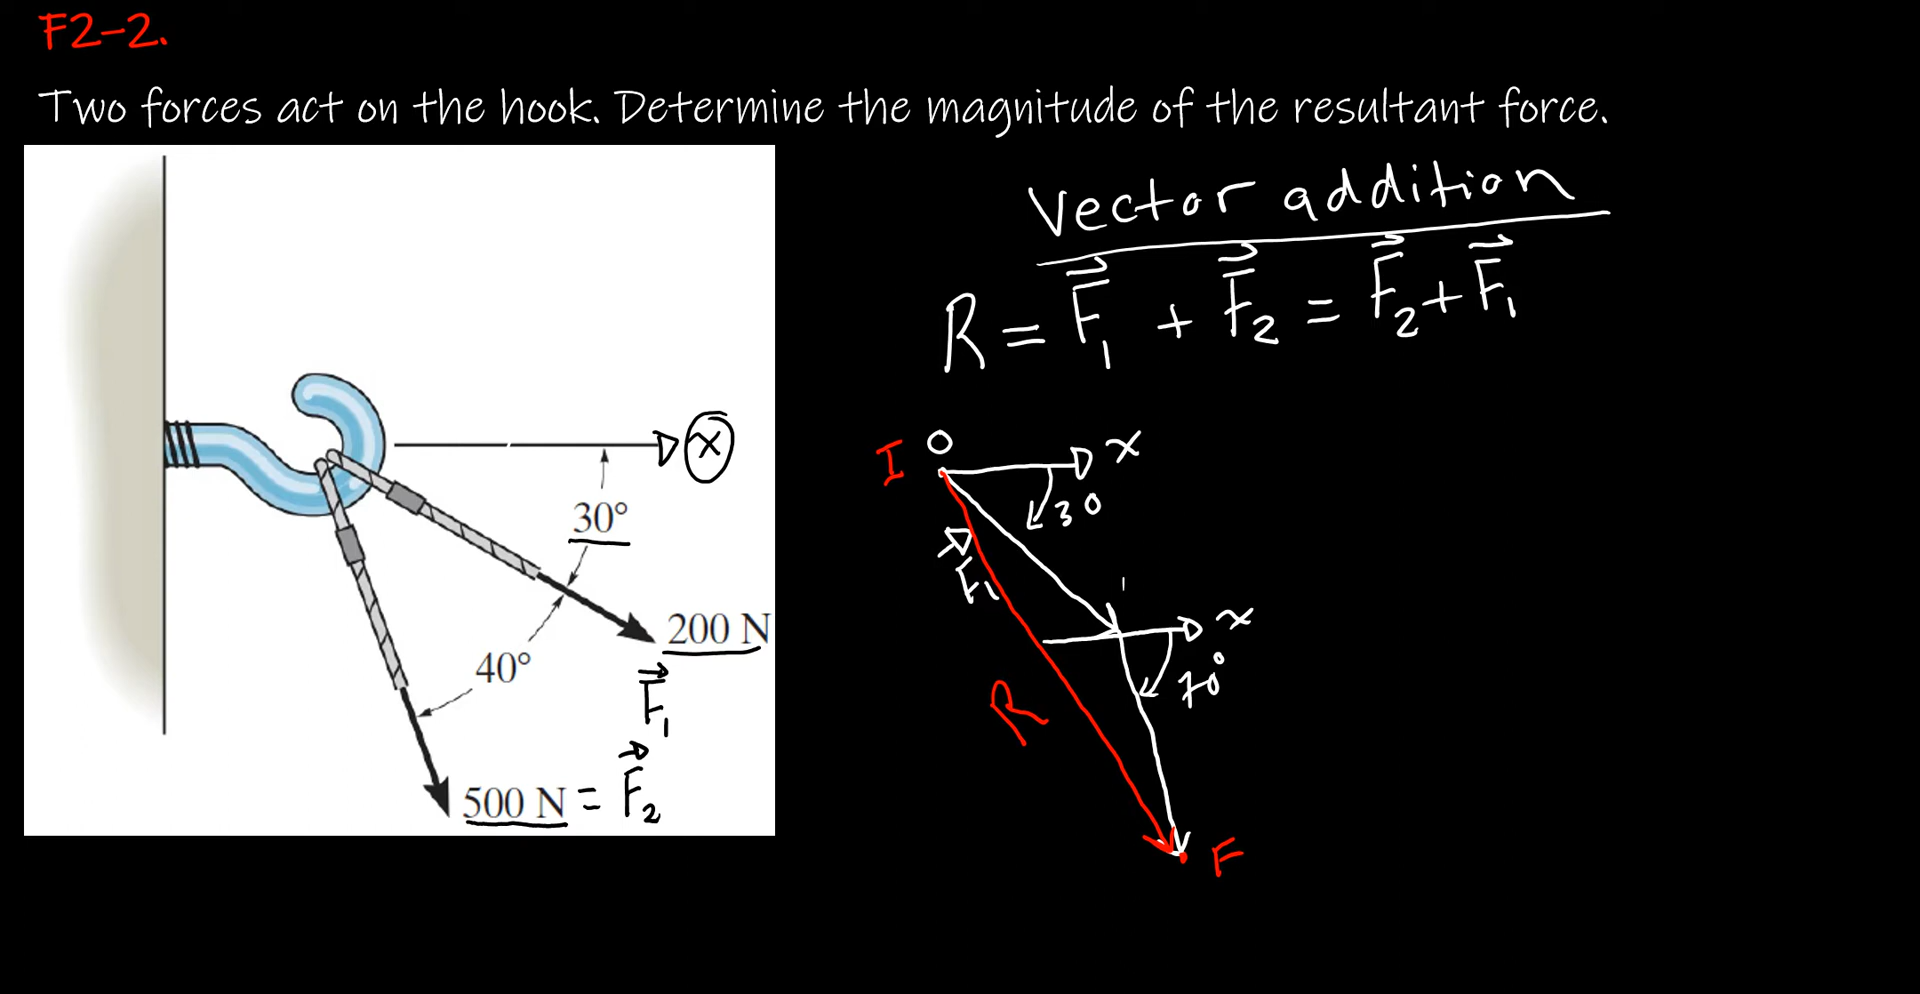 F2-2.
Two forces act on the hook. Determine the magnitude of the resultant force.
Vector addition
R = F₁ + F₂ = F₂ + F₁
x
30°
200 N
40°
F₁
500 N = F₂
I
O
x
30
F₁
x
70°
R
F